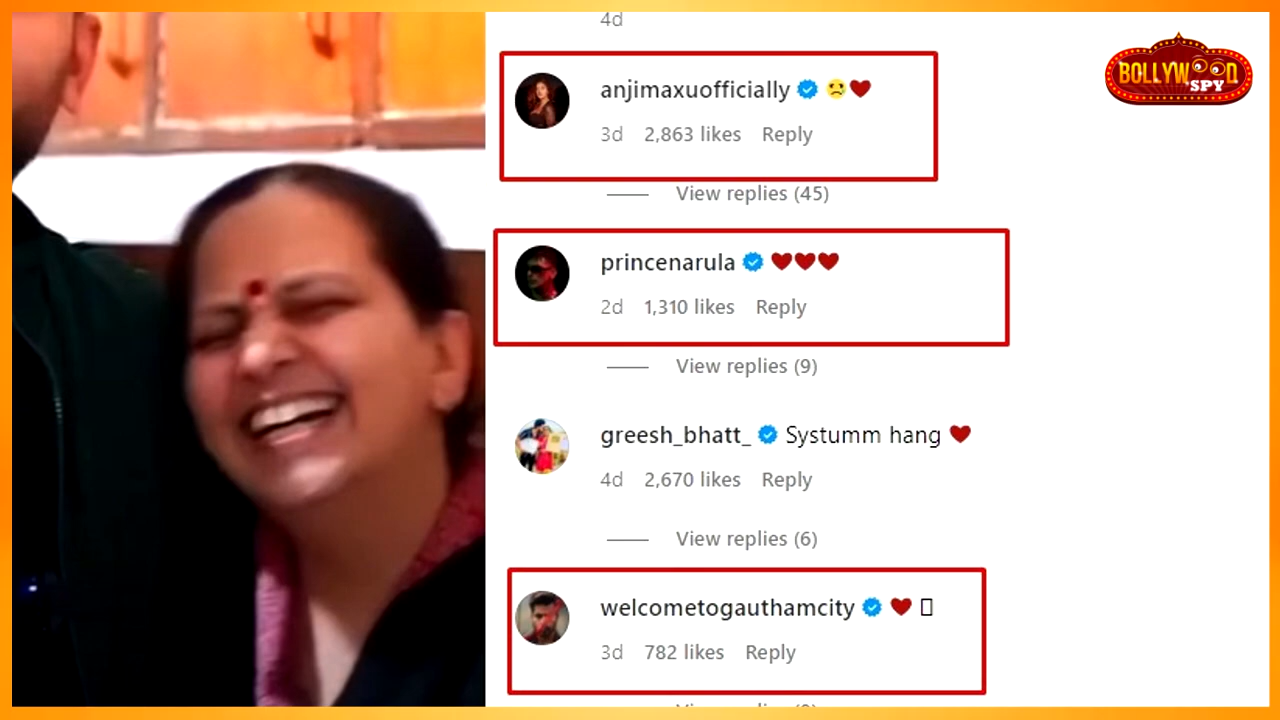 4d
BOLLYWOOD
SPY
anjimaxuofficially 😢❤️
3d 2,863 likes Reply
View replies (45)
princenarula ❤️❤️❤️
2d 1,310 likes Reply
View replies (9)
greesh_bhatt_ Systumm hang ❤️
4d 2,670 likes Reply
View replies (6)
welcometogauthamcity ❤️
3d 782 likes Reply